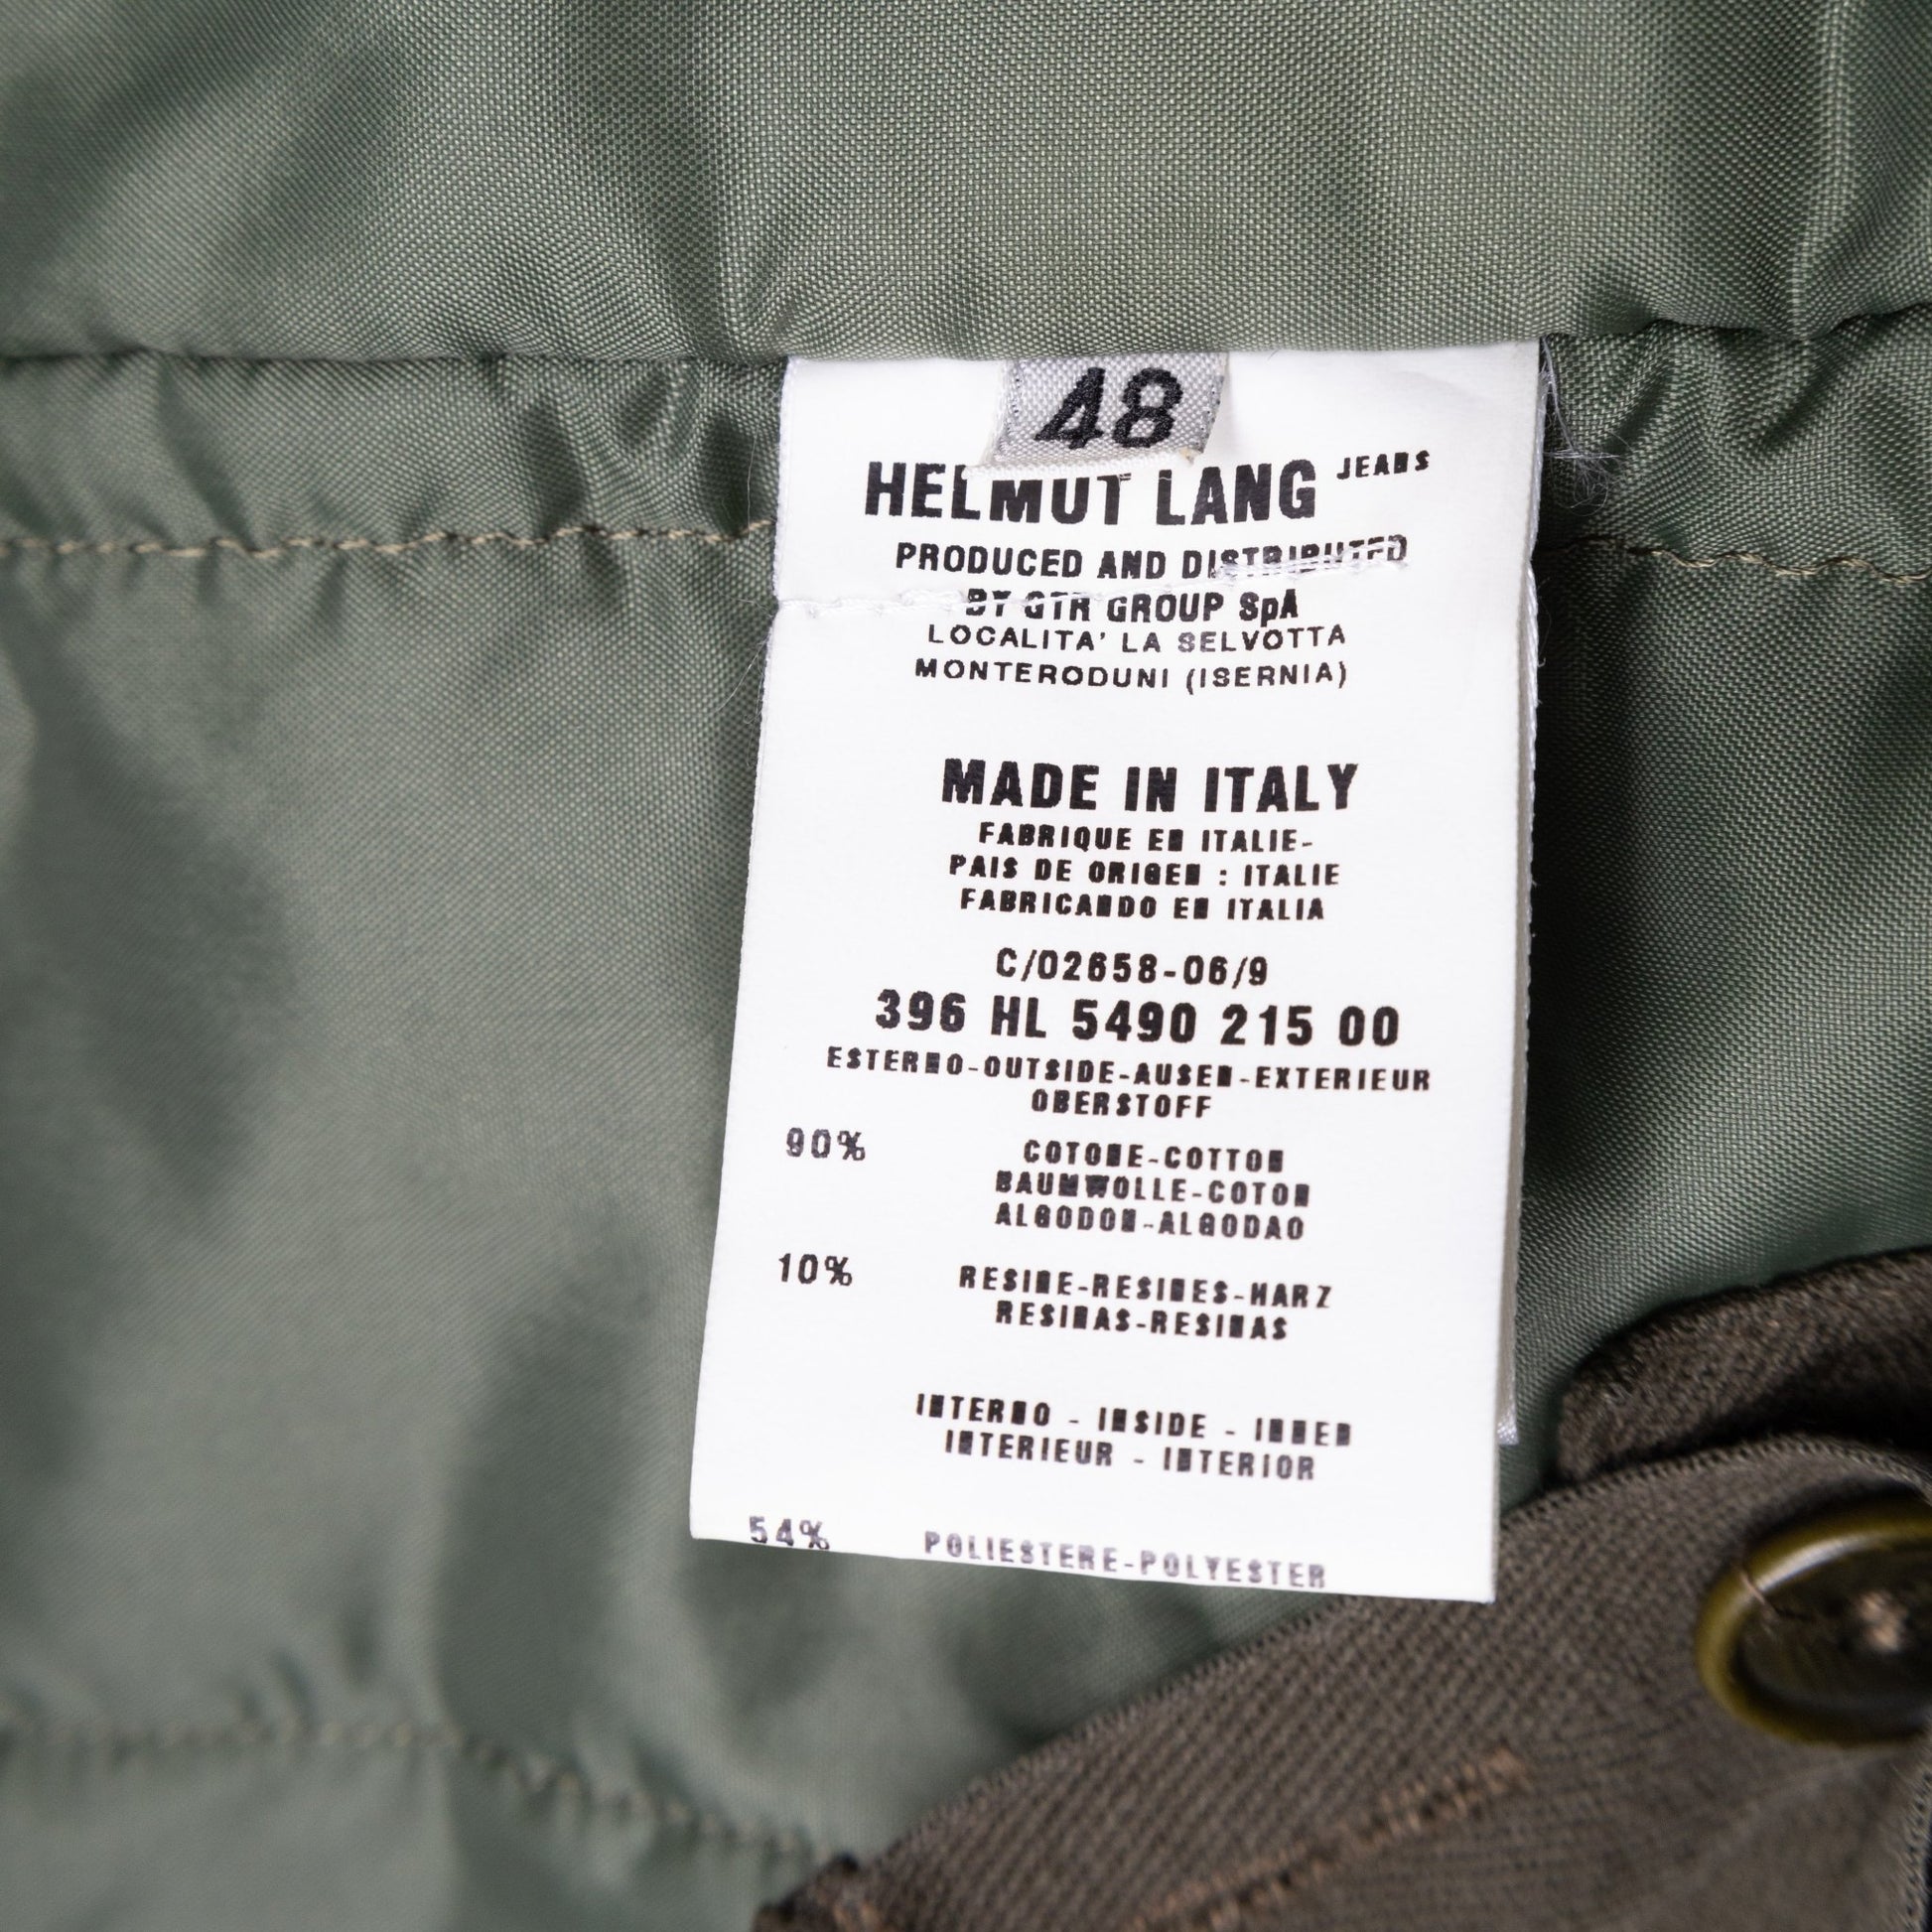 48
HELMUT LANG JEANS
PRODUCED AND DISTRIBUTED
BY GTR GROUP SpA
LOCALITA' LA SELVOTTA
MONTERODUNI (ISERNIA)
MADE IN ITALY
FABRIQUE EN ITALIE-
PAIS DE ORIGEN : ITALIE
FABRICANDO EN ITALIA
C/02658-06/9
396 HL 5490 215 00
ESTERNO-OUTSIDE-AUSEN-EXTERIEUR
OBERSTOFF
90% COTONE-COTTON
BAUMWOLLE-COTON
ALGODON-ALGODAO
10% RESINE-RESINES-HARZ
RESINAS-RESINAS
INTERNO - INSIDE - INNED
INTERIEUR - INTERIOR
54% POLIESTERE-POLYESTER